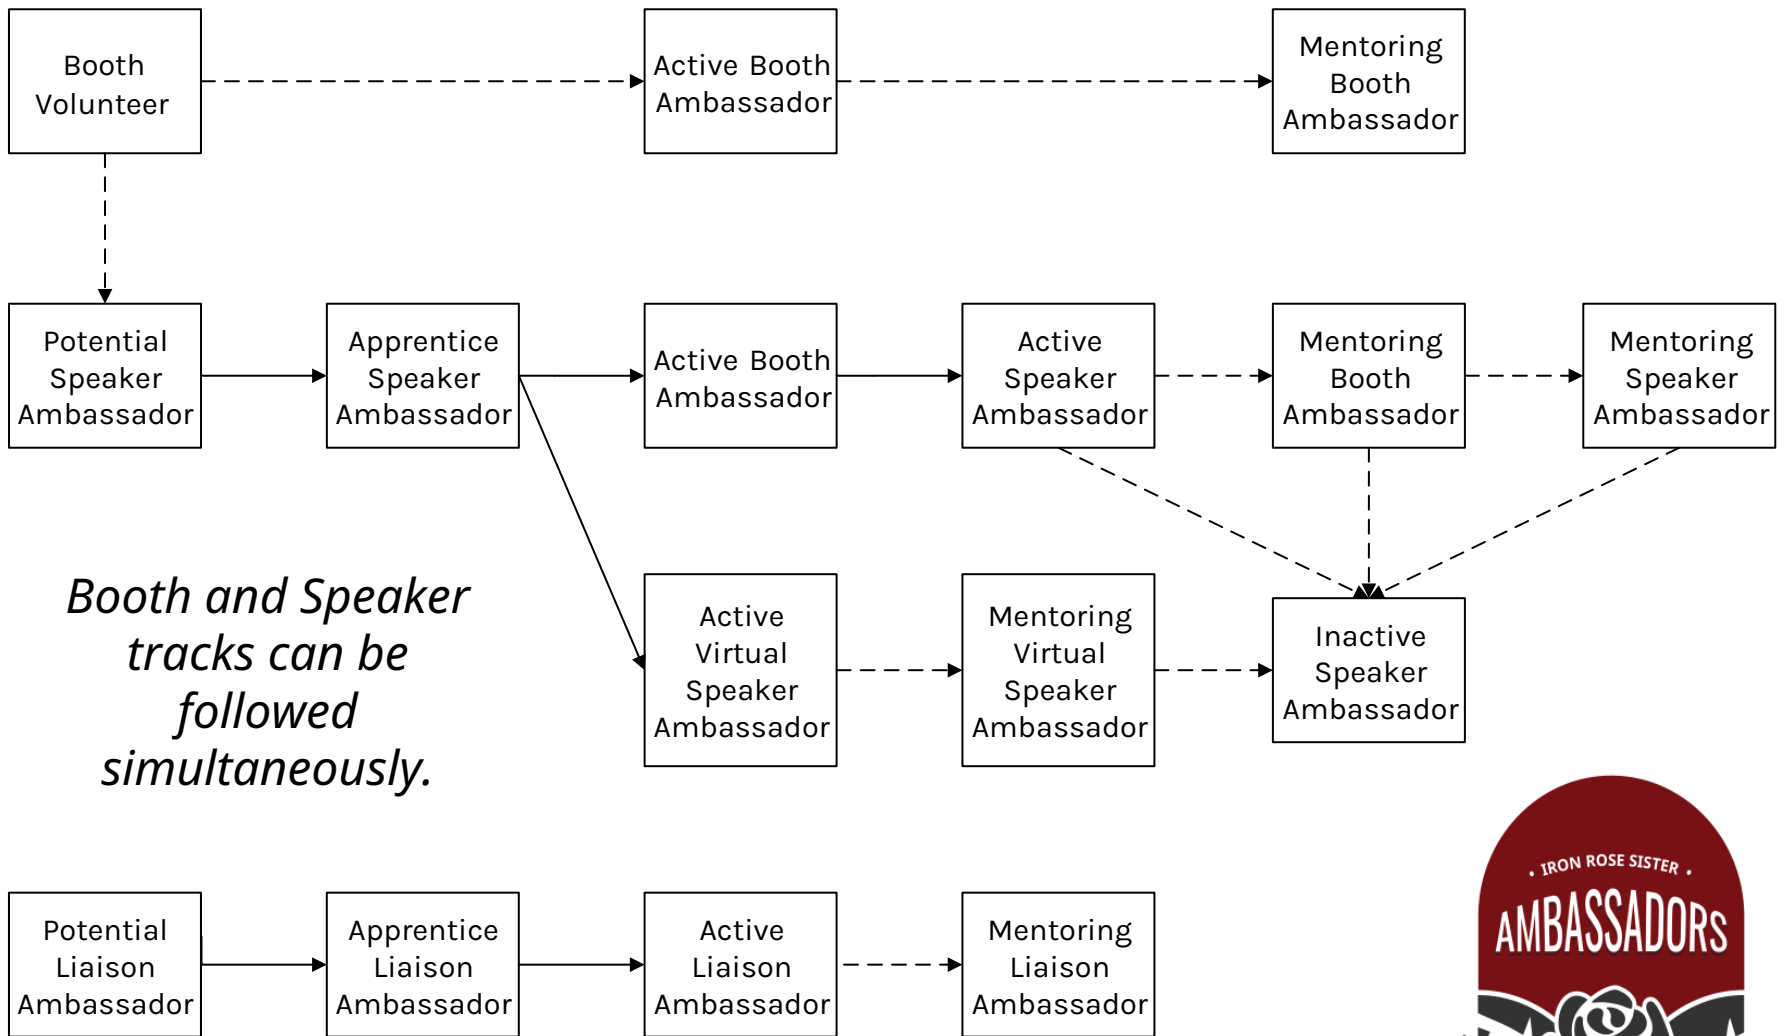 Booth
Volunteer
Active Booth
Ambassador
Mentoring
Booth
Ambassador
Potential
Speaker
Ambassador
Apprentice
Speaker
Ambassador
Active Booth
Ambassador
Active
Speaker
Ambassador
Mentoring
Booth
Ambassador
Mentoring
Speaker
Ambassador
Booth and Speaker
tracks can be
followed
simultaneously.
Active
Virtual
Speaker
Ambassador
Mentoring
Virtual
Speaker
Ambassador
Inactive
Speaker
Ambassador
Potential
Liaison
Ambassador
Apprentice
Liaison
Ambassador
Active
Liaison
Ambassador
Mentoring
Liaison
Ambassador
• IRON ROSE SISTER •
AMBASSADORS